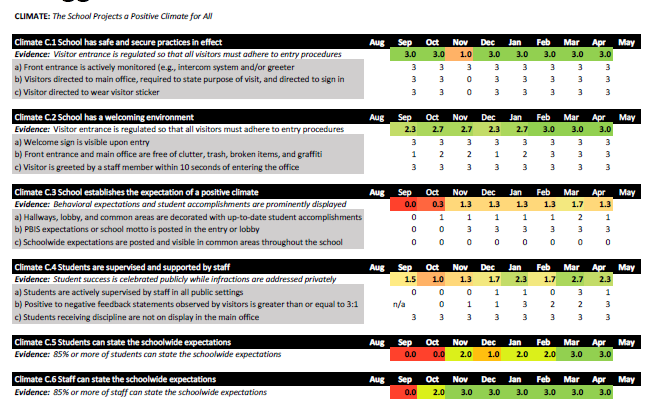 CLIMATE: The School Projects a Positive Climate for All
Climate C.1 School has safe and secure practices in effect Aug Sep Oct Nov Dec Jan Feb Mar Apr May
Evidence: Visitor entrance is regulated so that all visitors must adhere to entry procedures 3.0 3.0 1.0 3.0 3.0 3.0 3.0 3.0
a) Front entrance is actively monitored (e.g., intercom system and/or greeter 3 3 3 3 3 3 3 3
b) Visitors directed to main office, required to state purpose of visit, and directed to sign in 3 3 0 3 3 3 3 3
c) Visitor directed to wear visitor sticker 3 3 0 3 3 3 3 3
Climate C.2 School has a welcoming environment Aug Sep Oct Nov Dec Jan Feb Mar Apr May
Evidence: Visitor entrance is regulated so that all visitors must adhere to entry procedures 2.3 2.7 2.7 2.3 2.7 3.0 3.0 3.0
a) Welcome sign is visible upon entry 3 3 3 3 3 3 3 3
b) Front entrance and main office are free of clutter, trash, broken items, and graffiti 1 2 2 1 2 3 3 3
c) Visitor is greeted by a staff member within 10 seconds of entering the office 3 3 3 3 3 3 3 3
Climate C.3 School establishes the expectation of a positive climate Aug Sep Oct Nov Dec Jan Feb Mar Apr May
Evidence: Behavioral expectations and student accomplishments are prominently displayed 0.0 0.3 1.3 1.3 1.3 1.3 1.7 1.3
a) Hallways, lobby, and common areas are decorated with up-to-date student accomplishments 0 1 1 1 1 1 2 1
b) PBIS expectations or school motto is posted in the entry or lobby 0 0 3 3 3 3 3 3
c) Schoolwide expectations are posted and visible in common areas throughout the school 0 0 0 0 0 0 0 0
Climate C.4 Students are supervised and supported by staff Aug Sep Oct Nov Dec Jan Feb Mar Apr May
Evidence: Student success is celebrated publicly while infractions are addressed privately 1.5 1.0 1.3 1.7 2.3 1.7 2.7 2.3
a) Students are actively supervised by staff in all public settings 0 0 0 1 1 0 3 1
b) Positive to negative feedback statements observed by visitors is greater than or equal to 3:1 n/a 0 1 1 3 2 2 3
c) Students receiving discipline are not on display in the main office 3 3 3 3 3 3 3 3
Climate C.5 Students can state the schoolwide expectations Aug Sep Oct Nov Dec Jan Feb Mar Apr May
Evidence: 85% or more of students can state the schoolwide expectations 0.0 0.0 2.0 1.0 2.0 2.0 3.0 3.0
Climate C.6 Staff can state the schoolwide expectations Aug Sep Oct Nov Dec Jan Feb Mar Apr May
Evidence: 85% or more of staff can state the schoolwide expectations 0.0 2.0 3.0 3.0 3.0 3.0 3.0 3.0